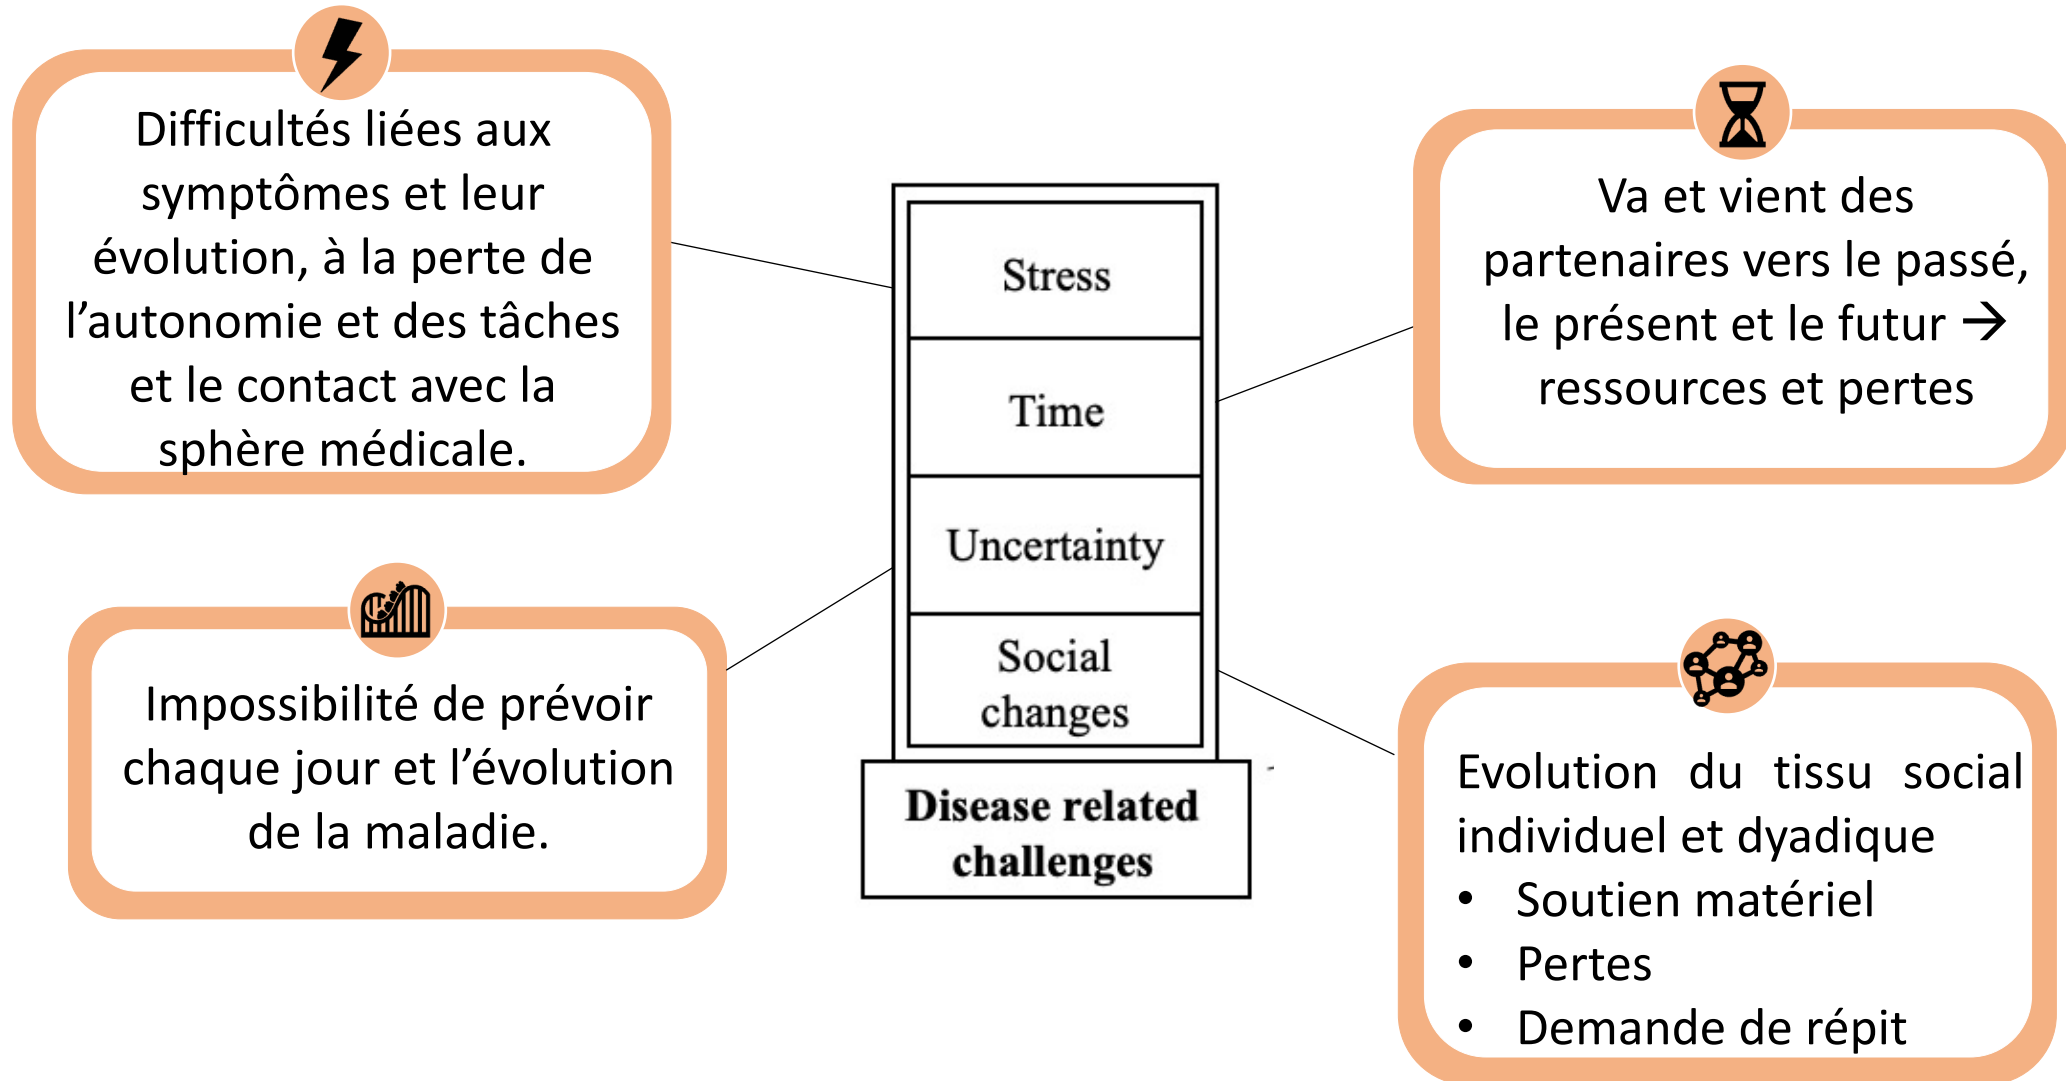 Difficultés liées aux
symptômes et leur
évolution, à la perte de
l’autonomie et des tâches
et le contact avec la
sphère médicale.
Impossibilité de prévoir
chaque jour et l’évolution
de la maladie.
Stress
Time
Uncertainty
Social
changes
Disease related
challenges
Va et vient des
partenaires vers le passé,
le présent et le futur →
ressources et pertes
Evolution du tissu social
individuel et dyadique
• Soutien matériel
• Pertes
• Demande de répit